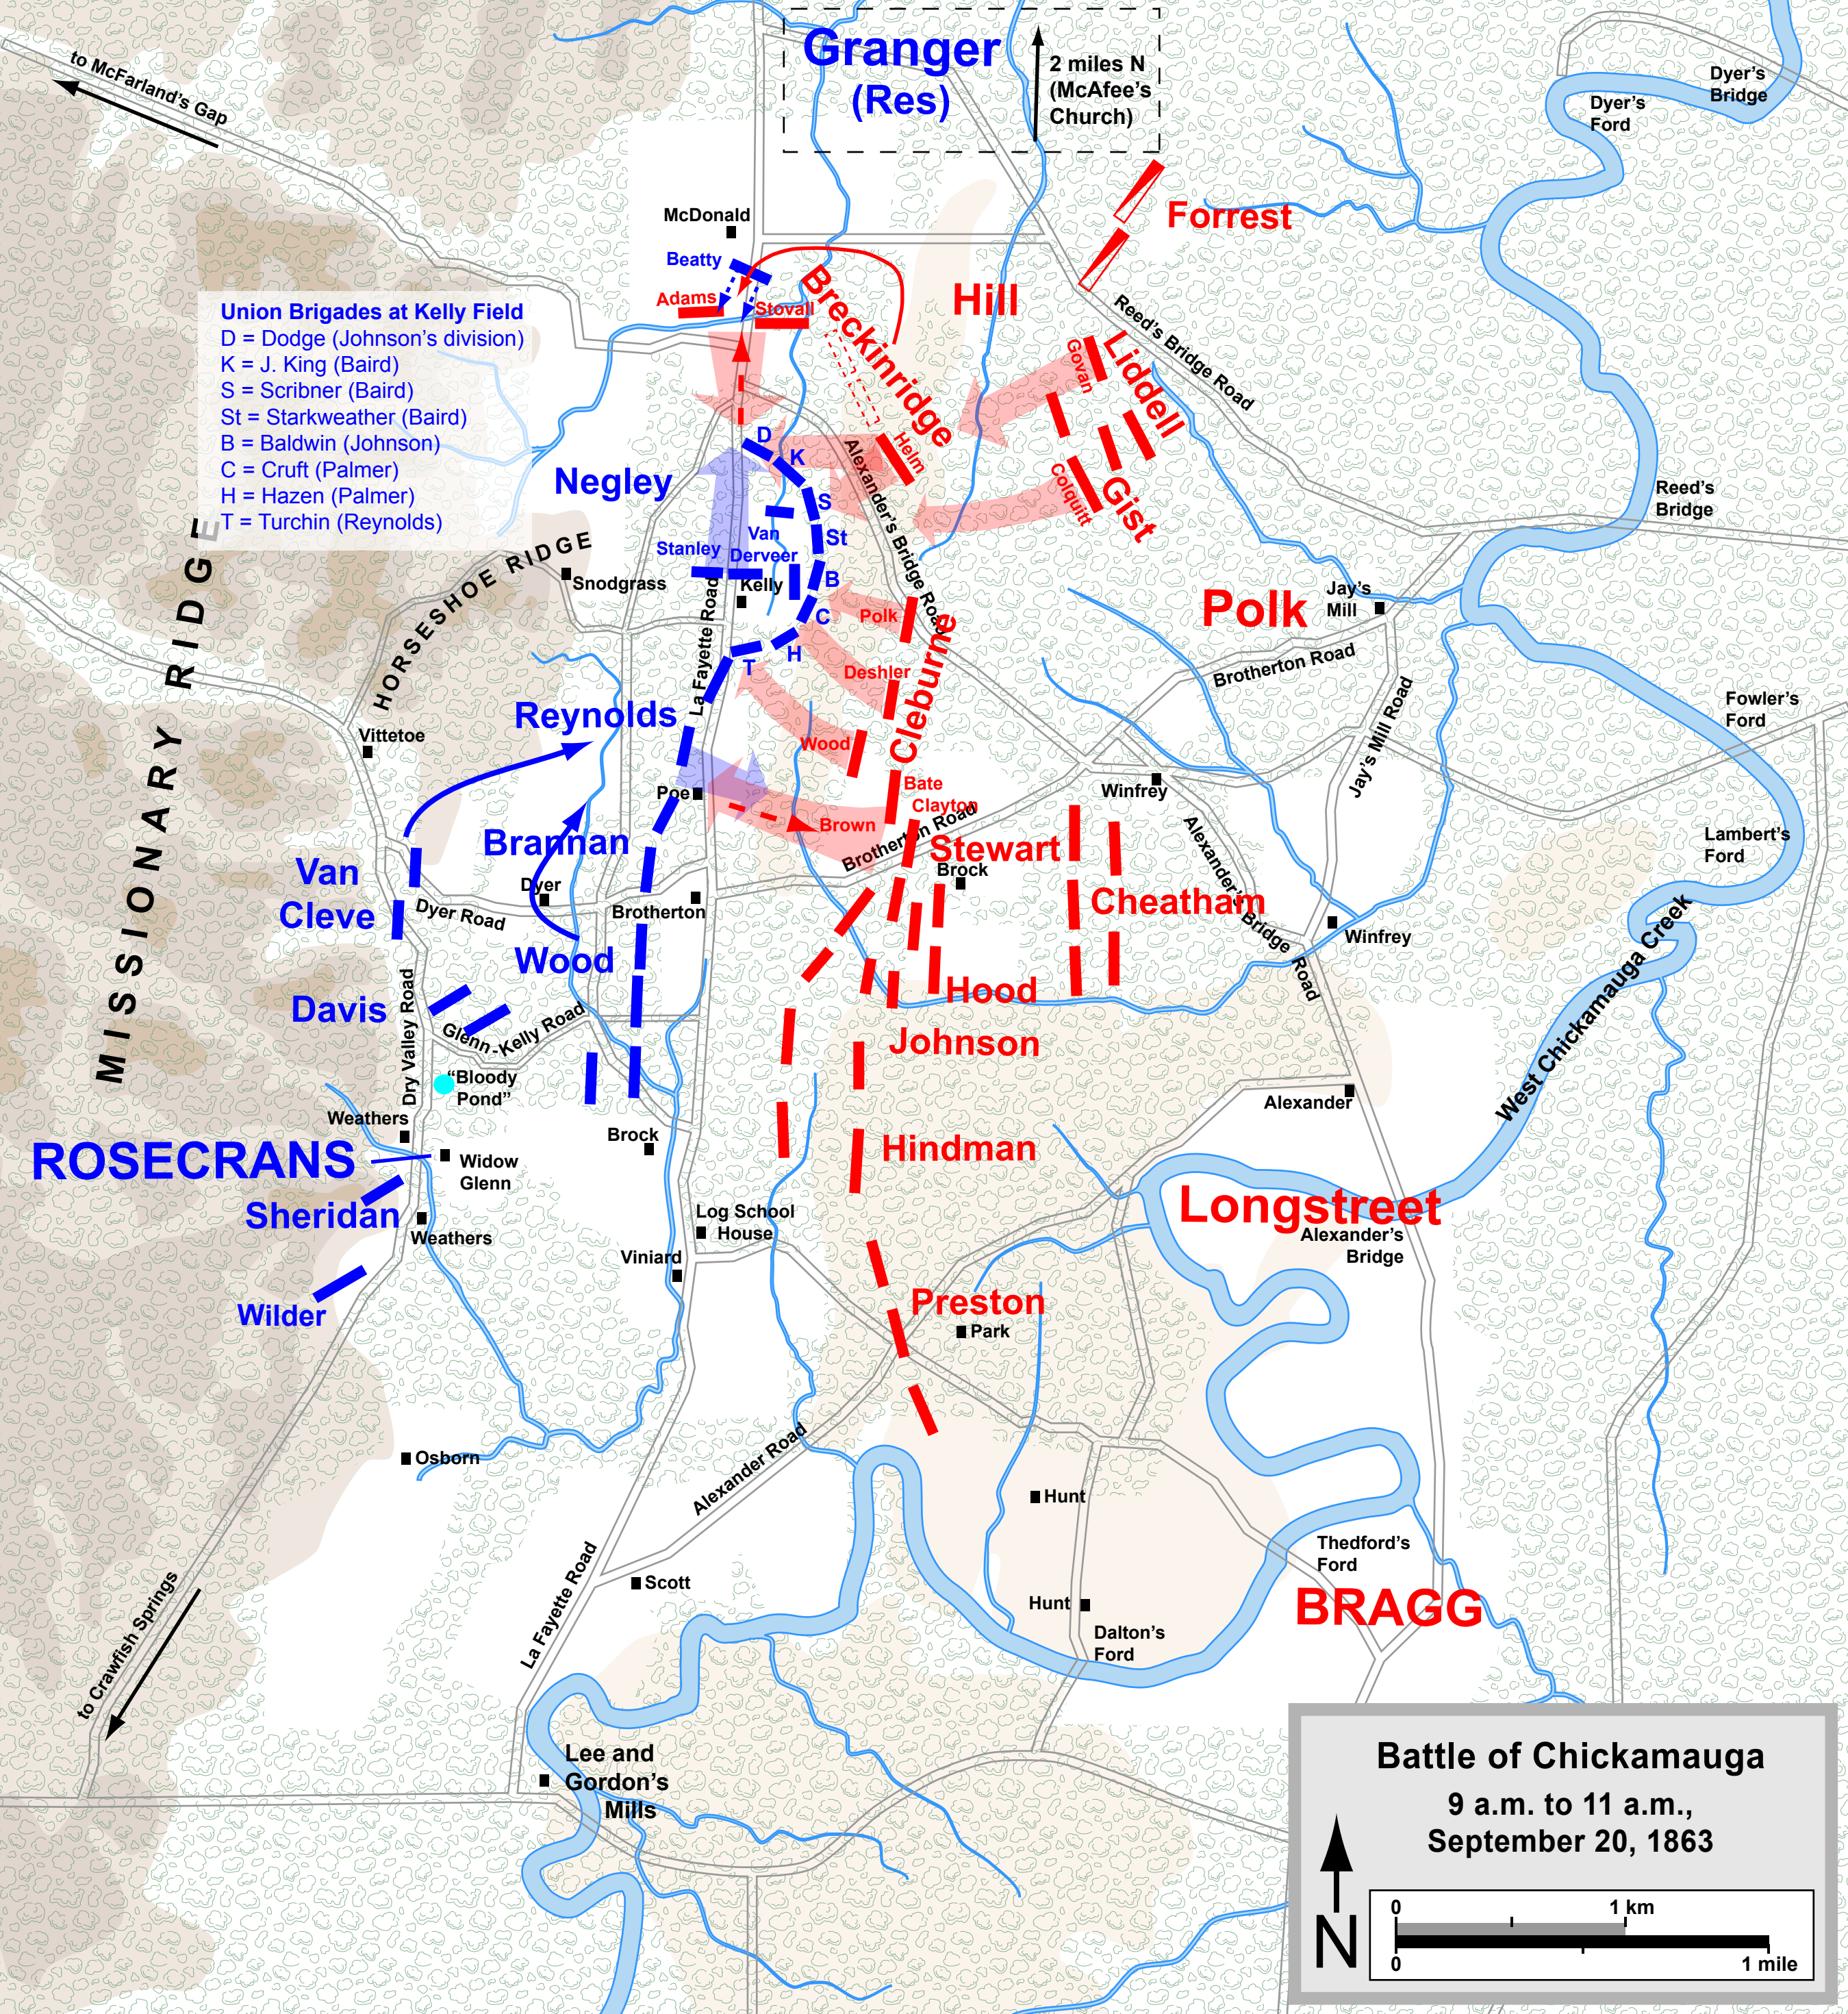 Granger
(Res)
2 miles N
(McAfee's
Church)
to McFarland's Gap
Dyer's
Bridge
Dyer's
Ford
McDonald
Forrest
Beatty
Adams
Stovall
Breckinridge
Hill
Union Brigades at Kelly Field
D = Dodge (Johnson's division)
K = J. King (Baird)
S = Scribner (Baird)
St = Starkweather (Baird)
B = Baldwin (Johnson)
C = Cruft (Palmer)
H = Hazen (Palmer)
T = Turchin (Reynolds)
Reed's Bridge Road
Govan
Liddell
Helm
Colquitt
Gist
D
K
S
St
B
C
H
T
Negley
Alexander's Bridge Road
Reed's
Bridge
Van
Derveer
Stanley
Kelly
HORSESHOE RIDGE
Snodgrass
MISSIONARY RIDGE
La Fayette Road
Polk
Polk
Jay's
Mill
Brotherton Road
Deshler
Cleburne
Jay's Mill Road
Fowler's
Ford
Reynolds
Vittetoe
Wood
Poe
Bate
Clayton
Brown
Brotherton Road
Winfrey
Alexander's Bridge Road
Lambert's
Ford
Brannan
Van
Cleve
Dyer
Dyer Road
Brotherton
Stewart
Brock
Cheatham
Winfrey
West Chickamauga Creek
Wood
Davis
Dry Valley Road
Glenn-Kelly Road
Hood
Johnson
"Bloody
Pond"
Weathers
Brock
Alexander
ROSECRANS
Widow
Glenn
Hindman
Sheridan
Weathers
Log School
House
Longstreet
Alexander's
Bridge
Viniard
Wilder
Preston
Park
Osborn
Alexander Road
Hunt
Thedford's
Ford
La Fayette Road
Scott
Hunt
BRAGG
Dalton's
Ford
to Crawfish Springs
Lee and
Gordon's
Mills
Battle of Chickamauga
9 a.m. to 11 a.m.,
September 20, 1863
N
0
1 km
0
1 mile